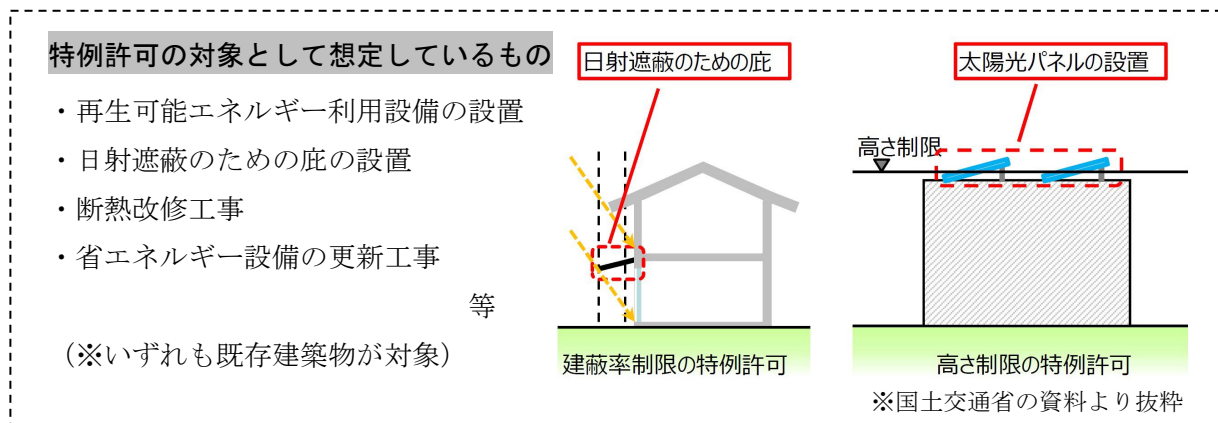 特例許可の対象として想定しているもの
・再生可能エネルギー利用設備の設置
・日射遮蔽のための庇の設置
・断熱改修工事
・省エネルギー設備の更新工事
等
（※いずれも既存建築物が対象）
日射遮蔽のための庇
建蔽率制限の特例許可
太陽光パネルの設置
高さ制限
高さ制限の特例許可
※国土交通省の資料より抜粋